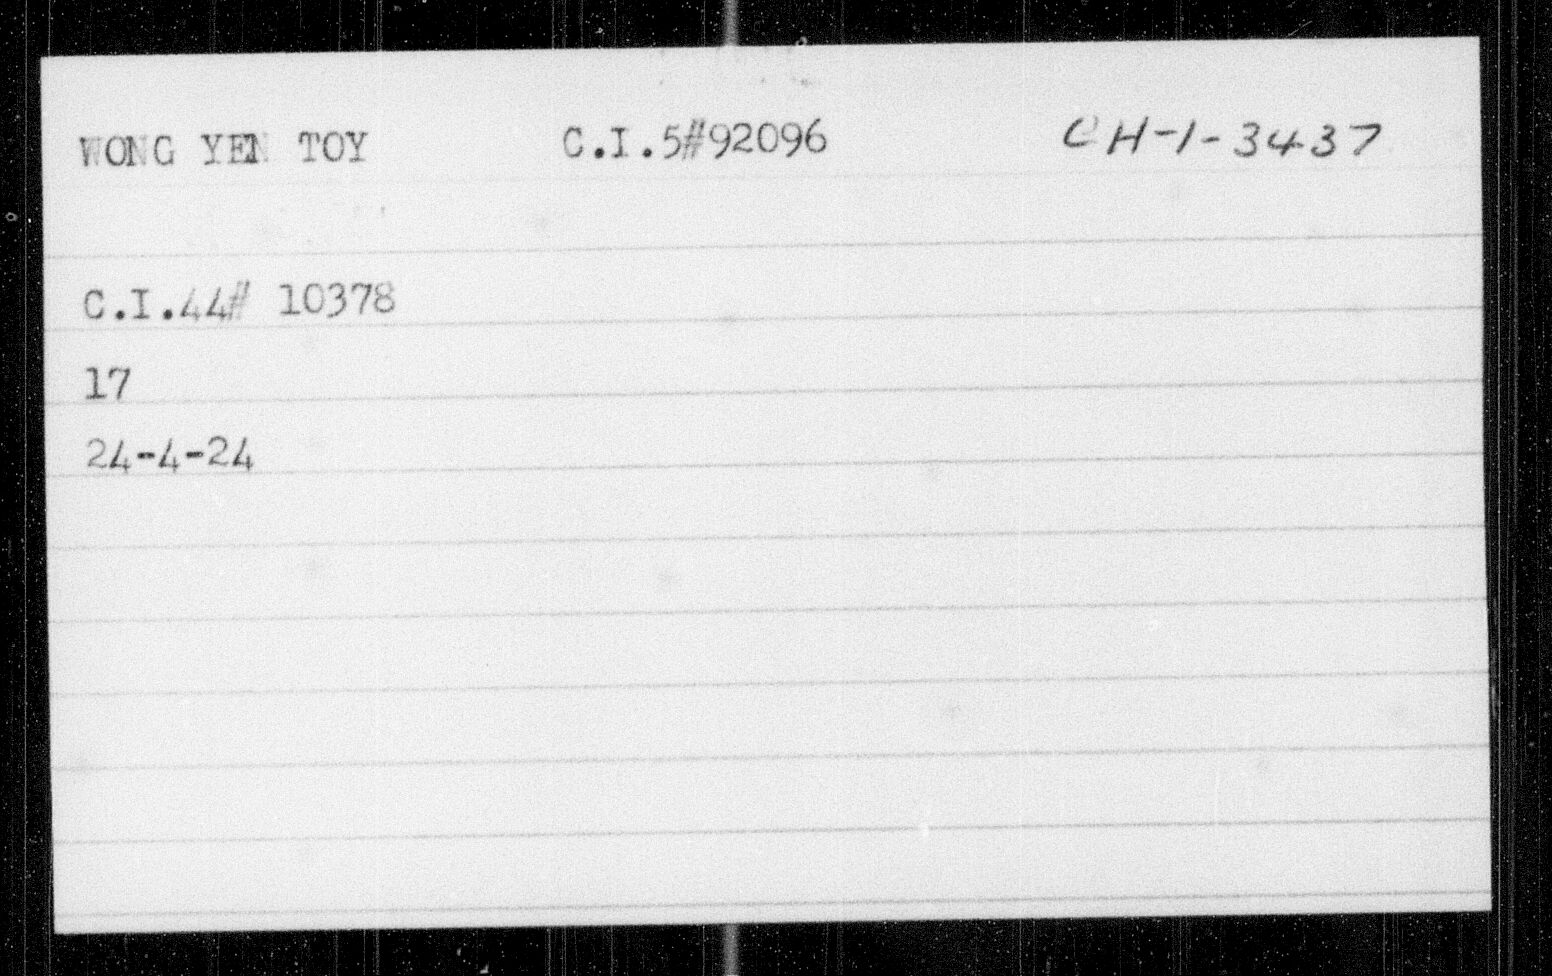 WONG YEN TOY C.I.5#92096 CH-1-3437
C.I.44# 10378
17
24-4-24